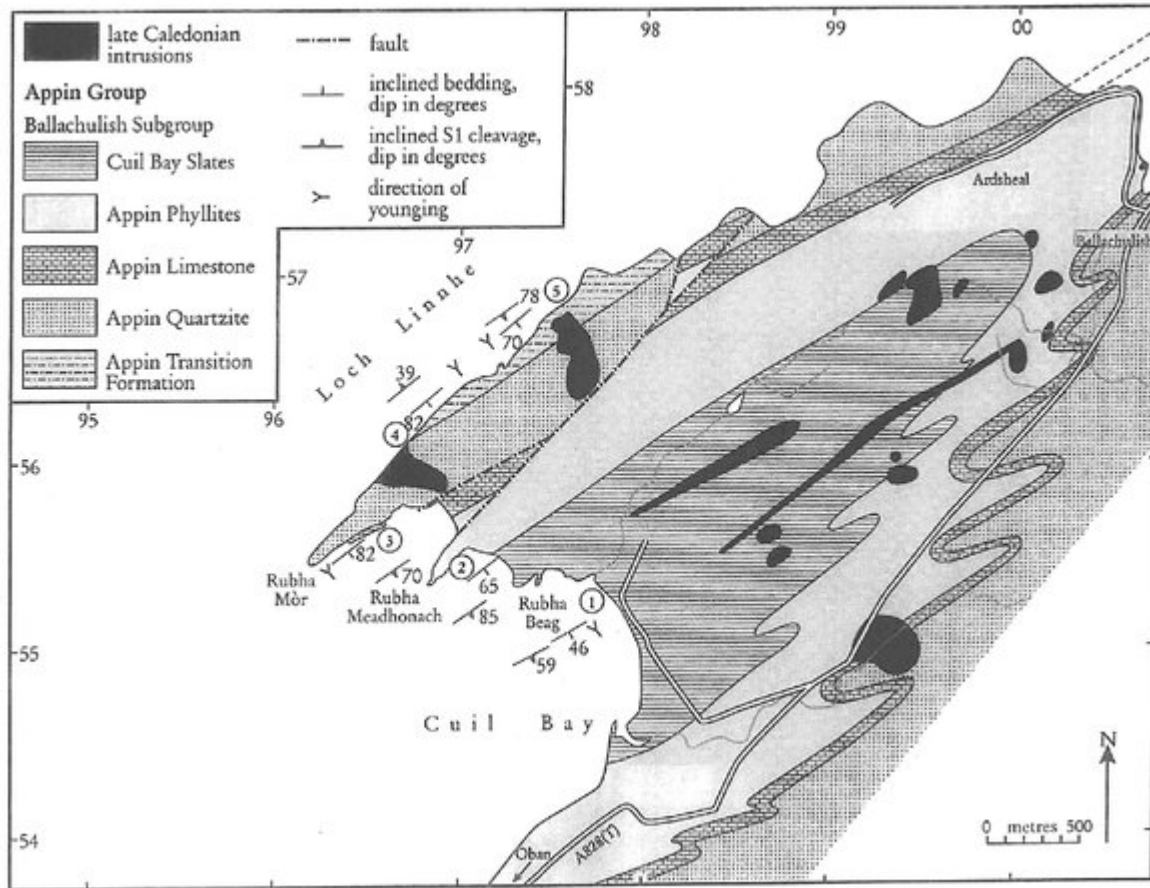 late Caledonian
intrusions
Appin Group
Ballachulish Subgroup
Cuil Bay Slates
Appin Phyllites
Appin Limestone
Appin Quartzite
Appin Transition
Formation
fault
inclined bedding,
dip in degrees
inclined S1 cleavage,
dip in degrees
Y direction of
younging
98
99
00
58
97
57
95
96
56
55
54
Loch Linnhe
Ardsheal
Ballachulish
5
78
70
Y
Y
39
82
4
3
82
Y
Rubha
Mòr
70
Rubha
Meadhonach
2
65
85
Rubha
Beag
1
Y
46
59
Cuil Bay
Oban
A828(T)
N
0 metres 500